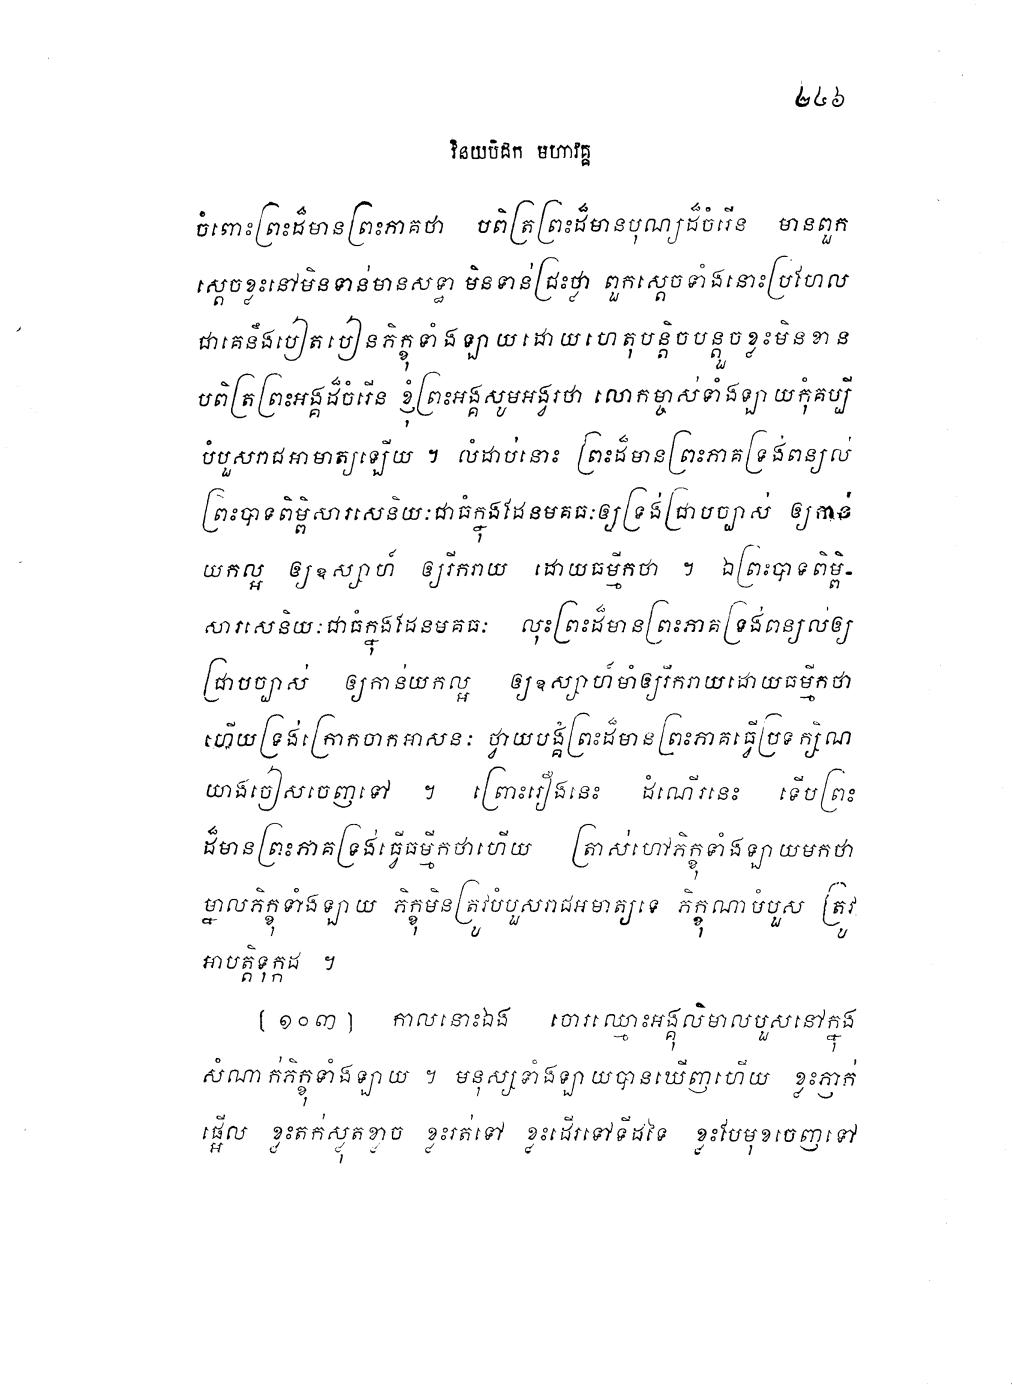 ២៤៦
វិនយបិដក មហាវគ្គ
ចំពោះព្រះដ៏មានព្រះភាគថា បពិត្រព្រះដ៏មានបុណ្យដ៏ចំរើន មានពួក
ស្តេចខ្លះនៅមិនទាន់មានសទ្ធា មិនទាន់ជ្រះថ្លា ពួកស្តេចទាំងនោះប្រហែល
ជាគេនឹងបៀតបៀនភិក្ខុទាំងឡាយដោយហេតុបន្តិចបន្តួចខ្លះមិនខាន
បពិត្រព្រះអង្គដ៏ចំរើន ខ្ញុំព្រះអង្គសូមអង្វរថា លោកម្ចាស់ទាំងឡាយកុំគប្បី
បំបួសរាជអាមាត្យឡើយ ។ លំដាប់នោះ ព្រះដ៏មានព្រះភាគទ្រង់ពន្យល់
ព្រះបាទពិម្ពិសារសេនិយៈជាធំក្នុងដែនមគធៈឲ្យទ្រង់ជ្រាបច្បាស់ ឲ្យកាន់
យកល្អ ឲ្យឧស្សាហ៍ ឲ្យរីករាយ ដោយធម្មីកថា ។ ឯព្រះបាទពិម្ពិ-
សារសេនិយៈជាធំក្នុងដែនមគធៈ លុះព្រះដ៏មានព្រះភាគទ្រង់ពន្យល់ឲ្យ
ជ្រាបច្បាស់ ឲ្យកាន់យកល្អ ឲ្យឧស្សាហ៍មាំឲ្យរីករាយដោយធម្មីកថា
ហើយទ្រង់ក្រោកចាកអាសនៈ ថ្វាយបង្គំព្រះដ៏មានព្រះភាគធ្វើប្រទក្សិណ
យាងចៀសចេញទៅ ។ ព្រោះរឿងនេះ ដំណើរនេះ ទើបព្រះ
ដ៏មានព្រះភាគទ្រង់ធ្វើធម្មីកថាហើយ ត្រាស់ហៅភិក្ខុទាំងឡាយមកថា
ម្នាលភិក្ខុទាំងឡាយ ភិក្ខុមិនត្រូវបំបួសរាជអមាត្យទេ ភិក្ខុណាបំបួស ត្រូវ
អាបត្តិទុក្កដ ។
[១០៣] កាលនោះឯង ចោរឈ្មោះអង្គុលិមាលបួសនៅក្នុង
សំណាក់ភិក្ខុទាំងឡាយ ។ មនុស្សទាំងឡាយបានឃើញហើយ ខ្លះភ្ញាក់
ផ្អើល ខ្លះតក់ស្លុតខ្លាច ខ្លះរត់ទៅ ខ្លះដើរទៅទីដទៃ ខ្លះបែមុខចេញទៅ